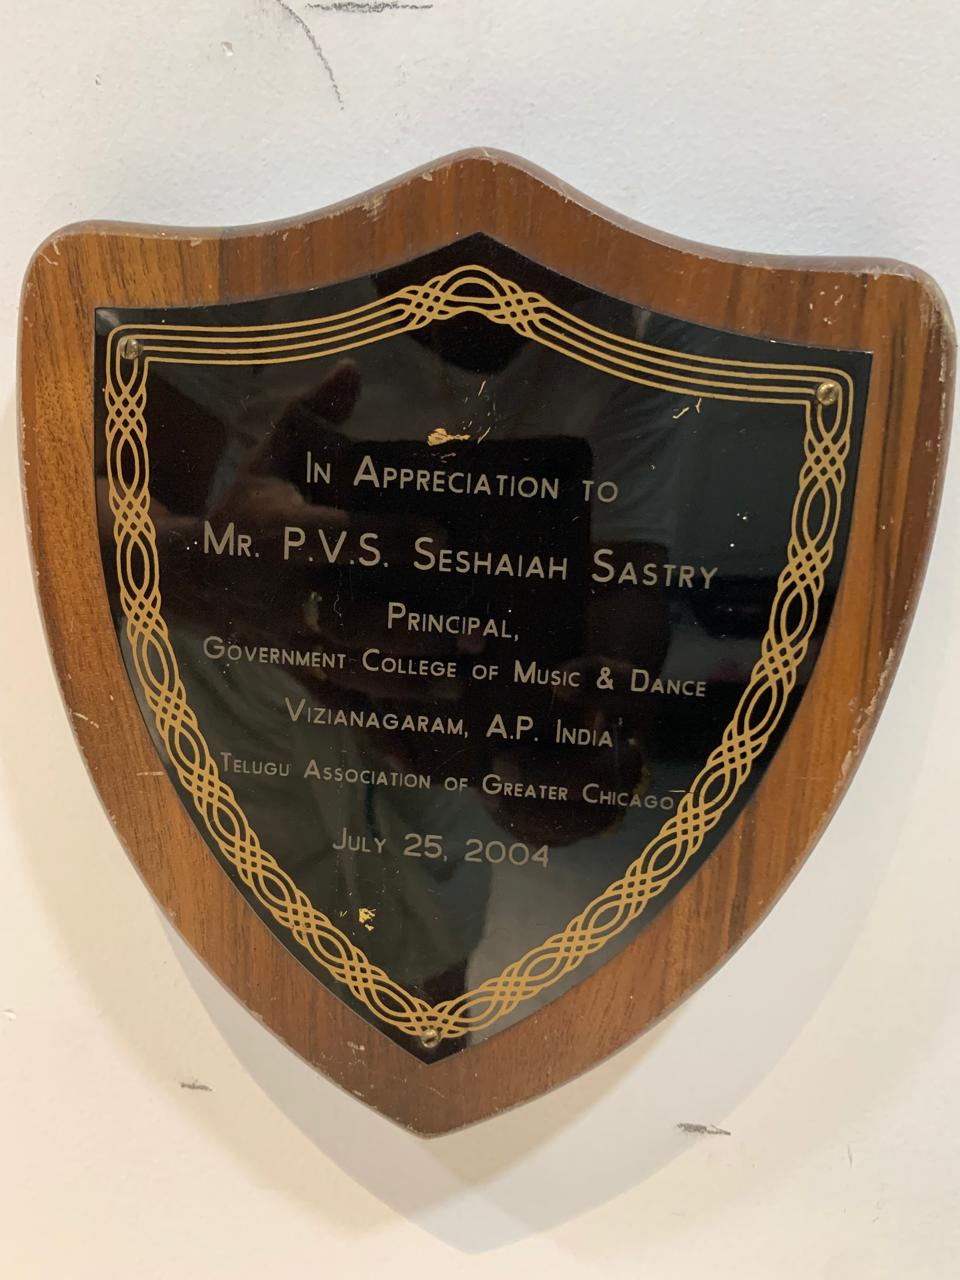 In Appreciation to
Mr. P.V.S. Seshaiah Sastry
Principal,
Government College of Music & Dance
Vizianagaram, A.P. India
Telugu Association of Greater Chicago
July 25, 2004